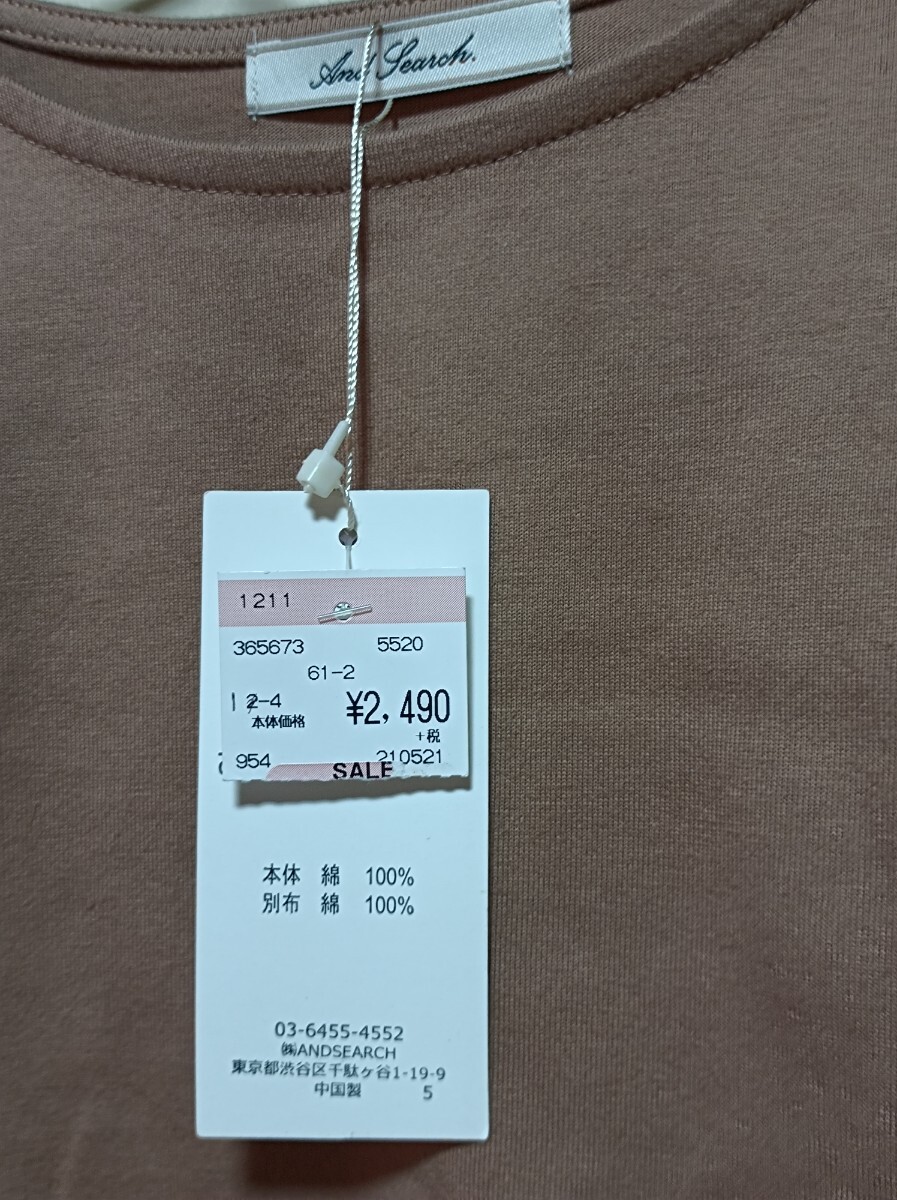 And Search.
1211
365673 5520
61-2
12-4 ¥2,490
本体価格 +税
954 210521
SALE
本体 綿 100%
別布 綿 100%
03-6455-4552
㈱ANDSEARCH
東京都渋谷区千駄ヶ谷1-19-9
中国製 5